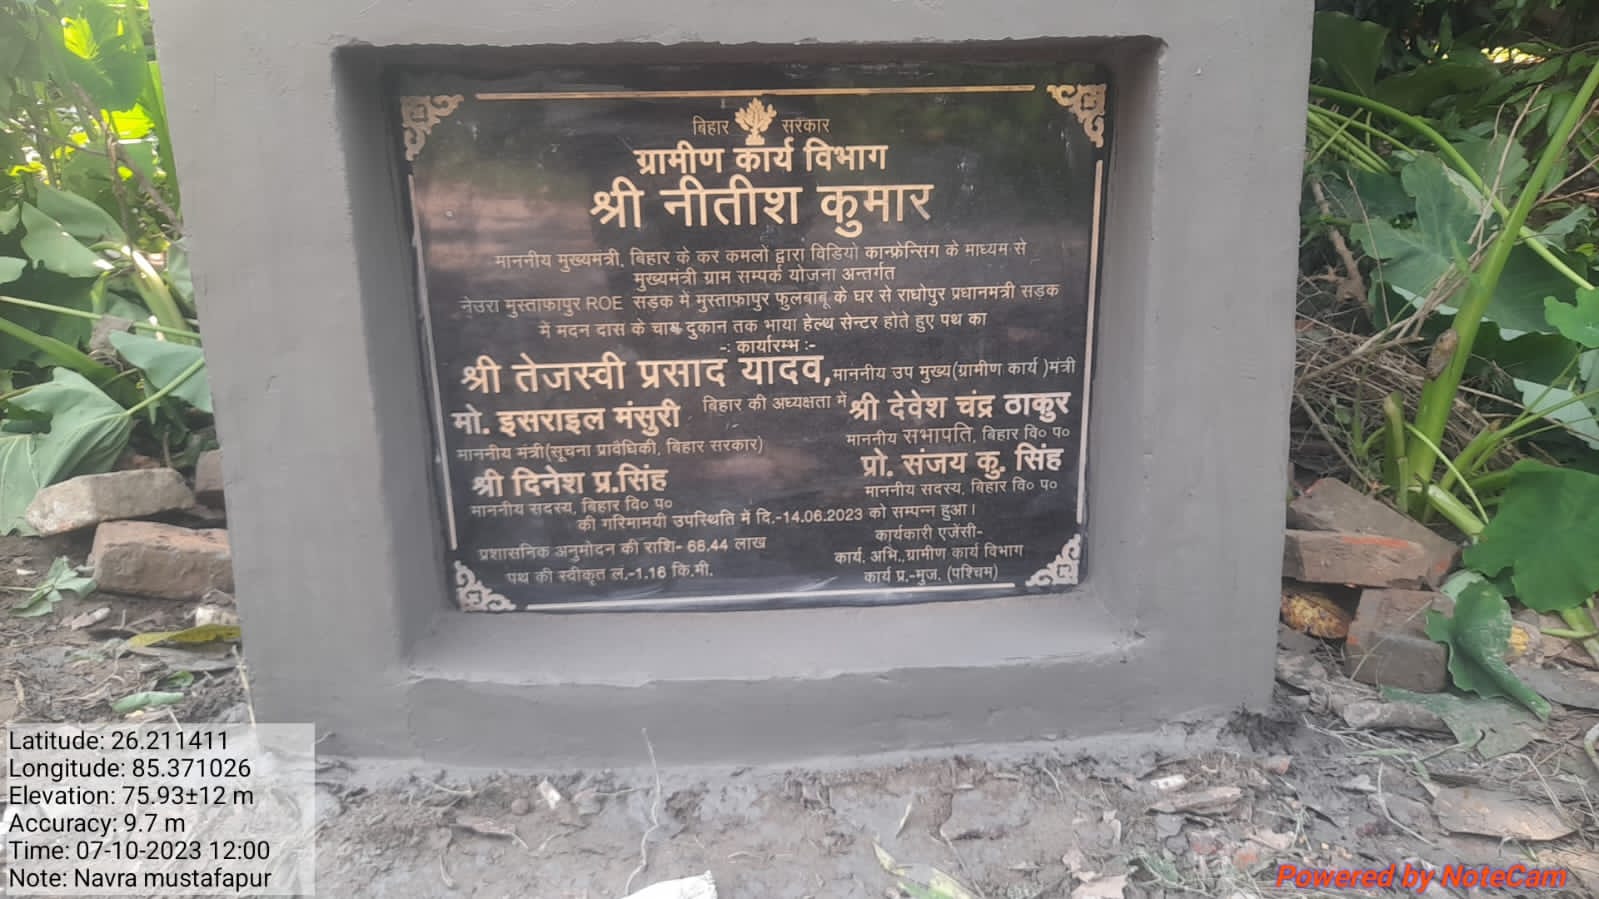 बिहार सरकार
ग्रामीण कार्य विभाग
श्री नीतीश कुमार
माननीय मुख्यमंत्री, बिहार के कर कमलो द्वारा विडियो कान्फ्रेन्सिग के माध्यम से
मुख्यमंत्री ग्राम सम्पर्क योजना अन्तर्गत
नेउरा मुस्ताफापुर ROE सड़क में मुस्ताफापुर फुलबाबू के घर से राघोपुर प्रधानमंत्री सड़क
में मदन दास के चाय दुकान तक भाया हेल्थ सेन्टर होते हुए पथ का
-: कार्यारम्भ :-
श्री तेजस्वी प्रसाद यादव, माननीय उप मुख्य(ग्रामीण कार्य )मंत्री
बिहार की अध्यक्षता में
मो. इसराइल मंसुरी
माननीय मंत्री(सूचना प्रावैधिकी, बिहार सरकार)
श्री देवेश चंद्र ठाकुर
माननीय सभापति, बिहार वि० प०
श्री दिनेश प्र.सिंह
माननीय सदस्य, बिहार वि० प०
प्रो. संजय कु. सिंह
माननीय सदस्य, बिहार वि० प०
की गरिमामयी उपस्थिति में दि.-14.06.2023 को सम्पन्न हुआ।
प्रशासनिक अनुमोदन की राशि- 66.44 लाख
पथ की स्वीकृत लं.-1.16 कि.मी.
कार्यकारी एजेंसी-
कार्य. अभि.,ग्रामीण कार्य विभाग
कार्य प्र.-मुज. (पश्चिम)
Latitude: 26.211411
Longitude: 85.371026
Elevation: 75.93±12 m
Accuracy: 9.7 m
Time: 07-10-2023 12:00
Note: Navra mustafapur
Powered by NoteCam